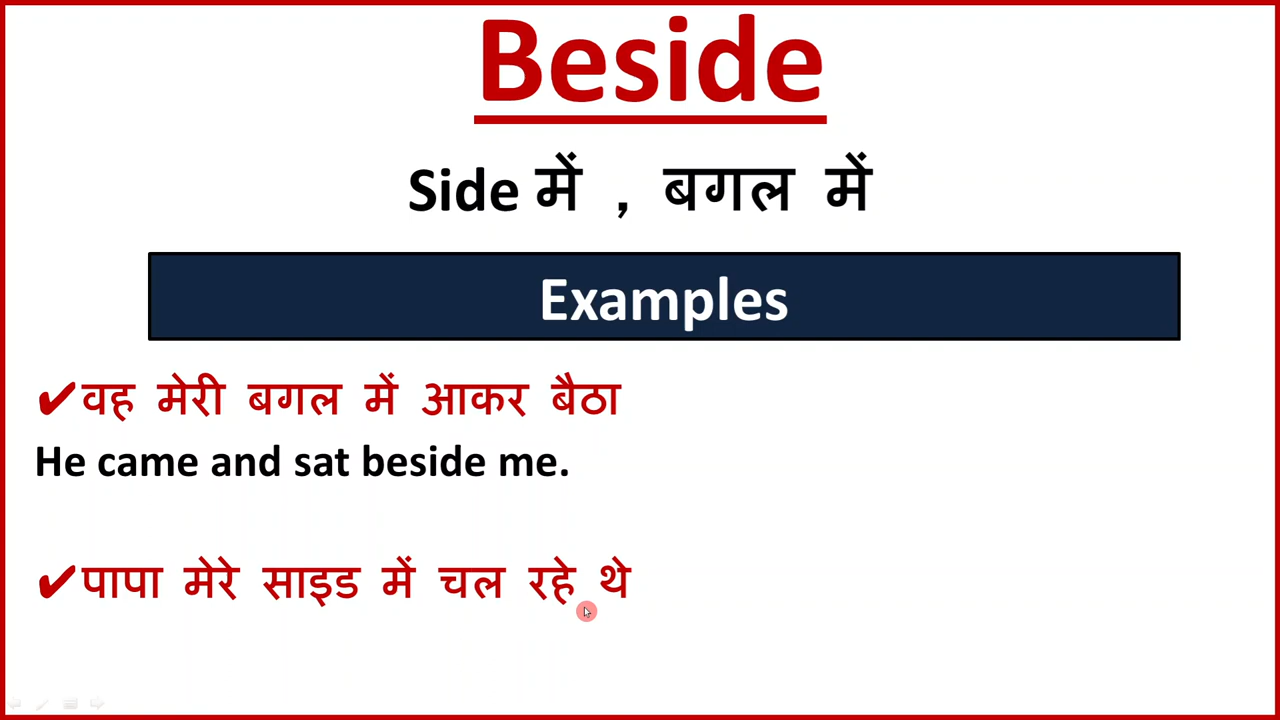 Beside
Side में , बगल में
Examples
✔वह मेरी बगल में आकर बैठा
He came and sat beside me.
✔पापा मेरे साइड में चल रहे थे